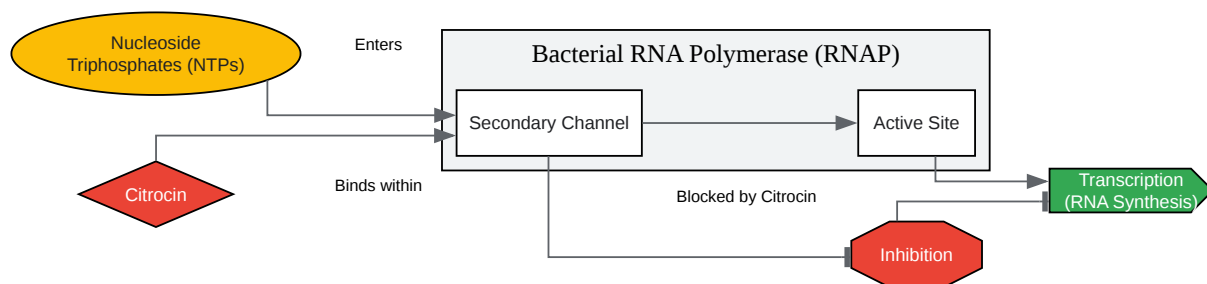 Nucleoside
Triphosphates (NTPs)
Enters
Bacterial RNA Polymerase (RNAP)
Secondary Channel
Active Site
Citrocin
Binds within
Blocked by Citrocin
Transcription
(RNA Synthesis)
Inhibition